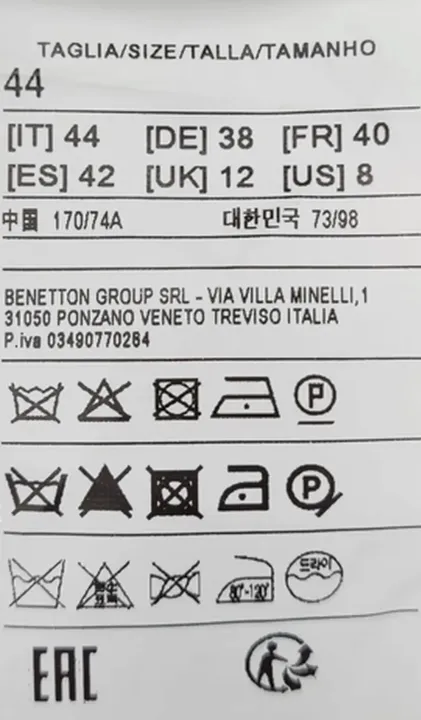 TAGLIA/SIZE/TALLA/TAMANHO
44
[IT] 44 [DE] 38 [FR] 40
[ES] 42 [UK] 12 [US] 8
中国 170/74A 대한민국 73/98
BENETTON GROUP SRL - VIA VILLA MINELLI,1
31050 PONZANO VENETO TREVISO ITALIA
P.iva 03490770264
P
P
80°-120° 드라이
EAC